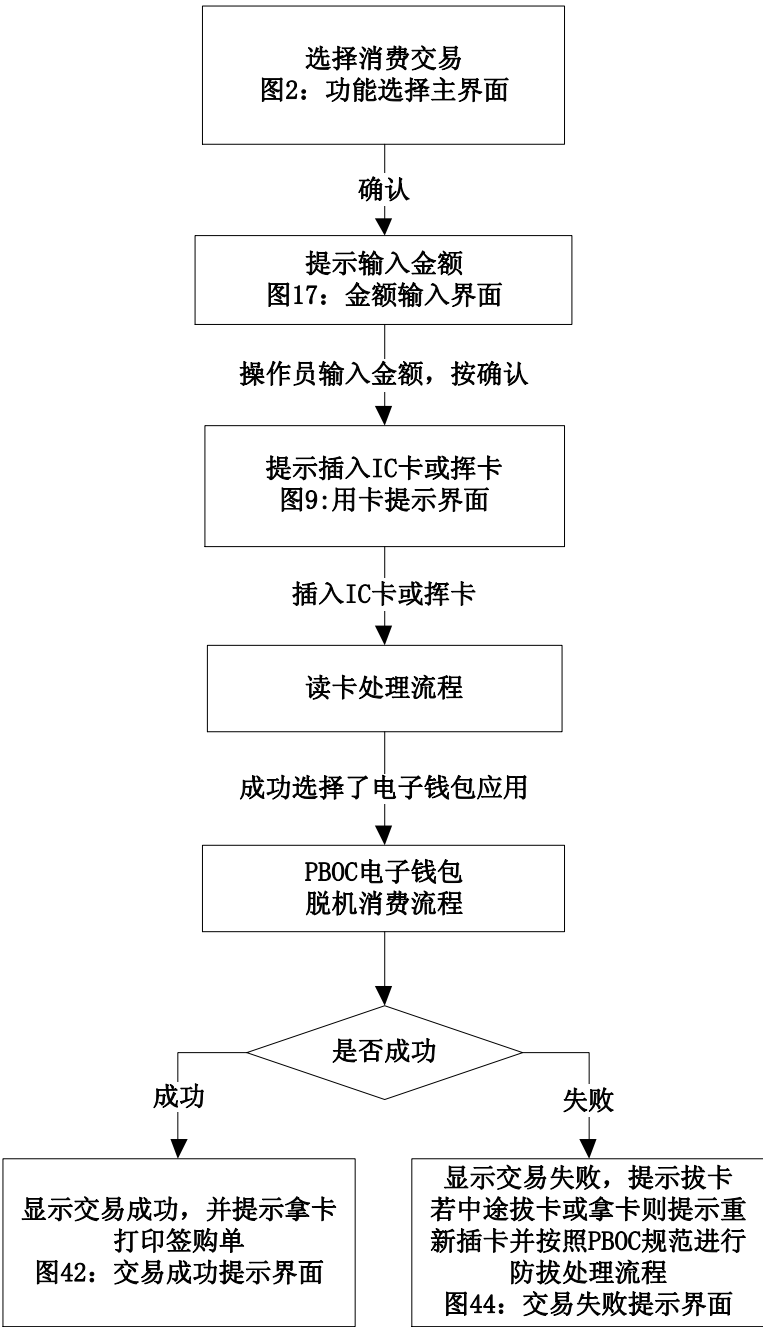 选择消费交易
图2：功能选择主界面
确认
提示输入金额
图17：金额输入界面
操作员输入金额，按确认
提示插入IC卡或挥卡
图9:用卡提示界面
插入IC卡或挥卡
读卡处理流程
成功选择了电子钱包应用
PBOC电子钱包
脱机消费流程
是否成功
成功
失败
显示交易成功，并提示拿卡
打印签购单
图42：交易成功提示界面
显示交易失败，提示拔卡
若中途拔卡或拿卡则提示重
新插卡并按照PBOC规范进行
防拔处理流程
图44：交易失败提示界面